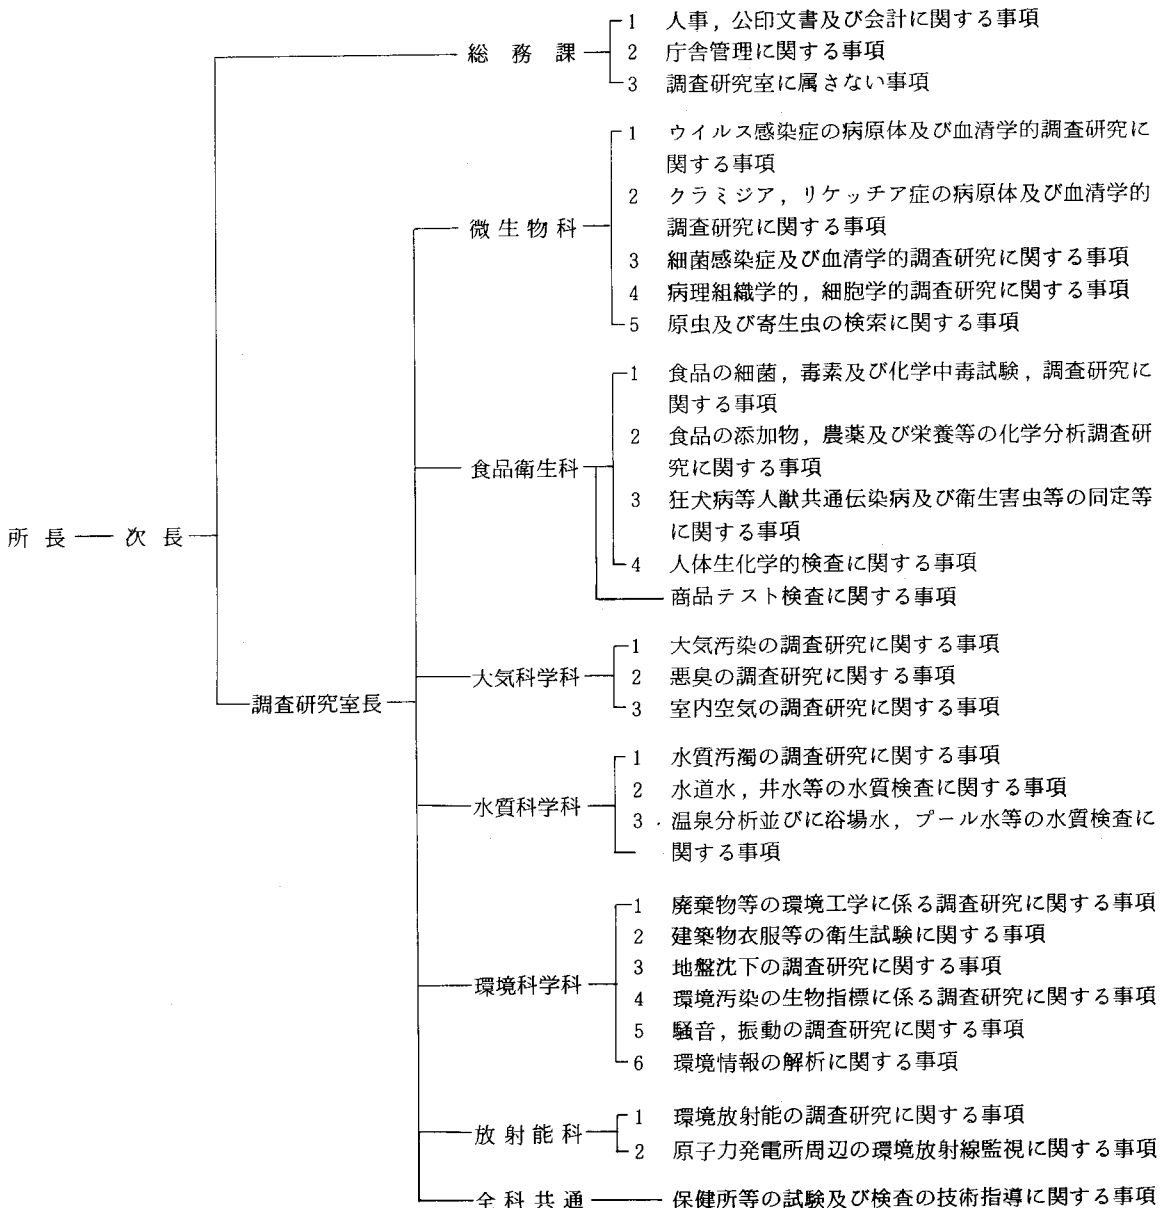 総務課
1 人事，公印文書及び会計に関する事項
2 庁舎管理に関する事項
3 調査研究室に属さない事項
微生物科
1 ウイルス感染症の病原体及び血清学的調査研究に
関する事項
2 クラミジア，リケッチア症の病原体及び血清学的
調査研究に関する事項
3 細菌感染症及び血清学的調査研究に関する事項
4 病理組織学的，細胞学的調査研究に関する事項
5 原虫及び寄生虫の検索に関する事項
食品衛生科
1 食品の細菌，毒素及び化学中毒試験，調査研究に
関する事項
2 食品の添加物，農薬及び栄養等の化学分析調査研
究に関する事項
3 狂犬病等人獣共通伝染病及び衛生害虫等の同定等
に関する事項
4 人体生化学的検査に関する事項
商品テスト検査に関する事項
所長 次長
調査研究室長
大気科学科
1 大気汚染の調査研究に関する事項
2 悪臭の調査研究に関する事項
3 室内空気の調査研究に関する事項
水質科学科
1 水質汚濁の調査研究に関する事項
2 水道水，井水等の水質検査に関する事項
3 温泉分析並びに浴場水，プール水等の水質検査に
関する事項
環境科学科
1 廃棄物等の環境工学に係る調査研究に関する事項
2 建築物衣服等の衛生試験に関する事項
3 地盤沈下の調査研究に関する事項
4 環境汚染の生物指標に係る調査研究に関する事項
5 騒音，振動の調査研究に関する事項
6 環境情報の解析に関する事項
放射能科
1 環境放射能の調査研究に関する事項
2 原子力発電所周辺の環境放射線監視に関する事項
全科共通 保健所等の試験及び検査の技術指導に関する事項